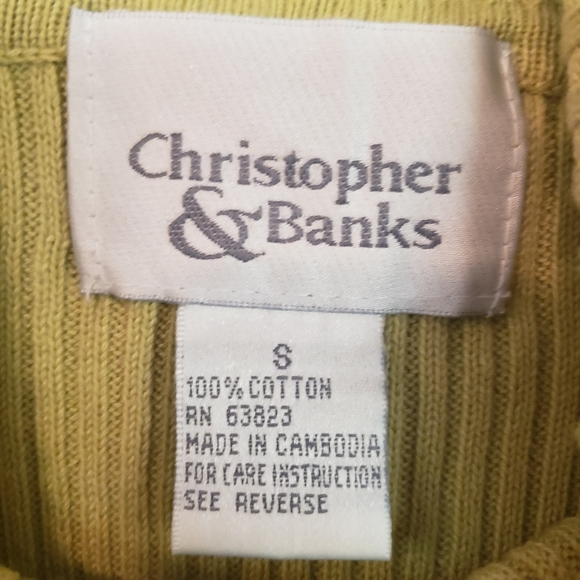 Christopher
& Banks
S
100% COTTON
RN 63823
MADE IN CAMBODIA
FOR CARE INSTRUCTION
SEE REVERSE